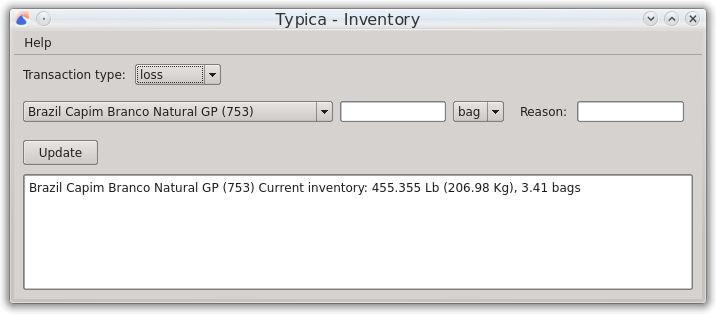 Typica - Inventory
Help
Transaction type: loss
Brazil Capim Branco Natural GP (753) bag Reason:
Update
Brazil Capim Branco Natural GP (753) Current inventory: 455.355 Lb (206.98 Kg), 3.41 bags